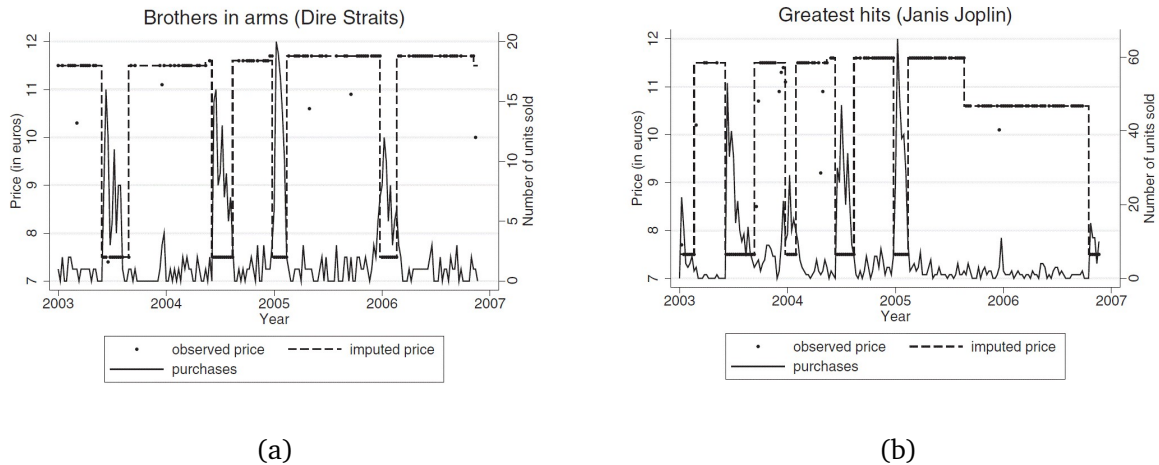 Brothers in arms (Dire Straits)
Price (in euros)
12
11
10
9
8
7
20
15
10
5
0
Number of units sold
2003 2004 2005 2006 2007
Year
observed price imputed price
purchases
(a)
Greatest hits (Janis Joplin)
Price (in euros)
12
11
10
9
8
7
60
40
20
0
Number of units sold
2003 2004 2005 2006 2007
Year
observed price imputed price
purchases
(b)